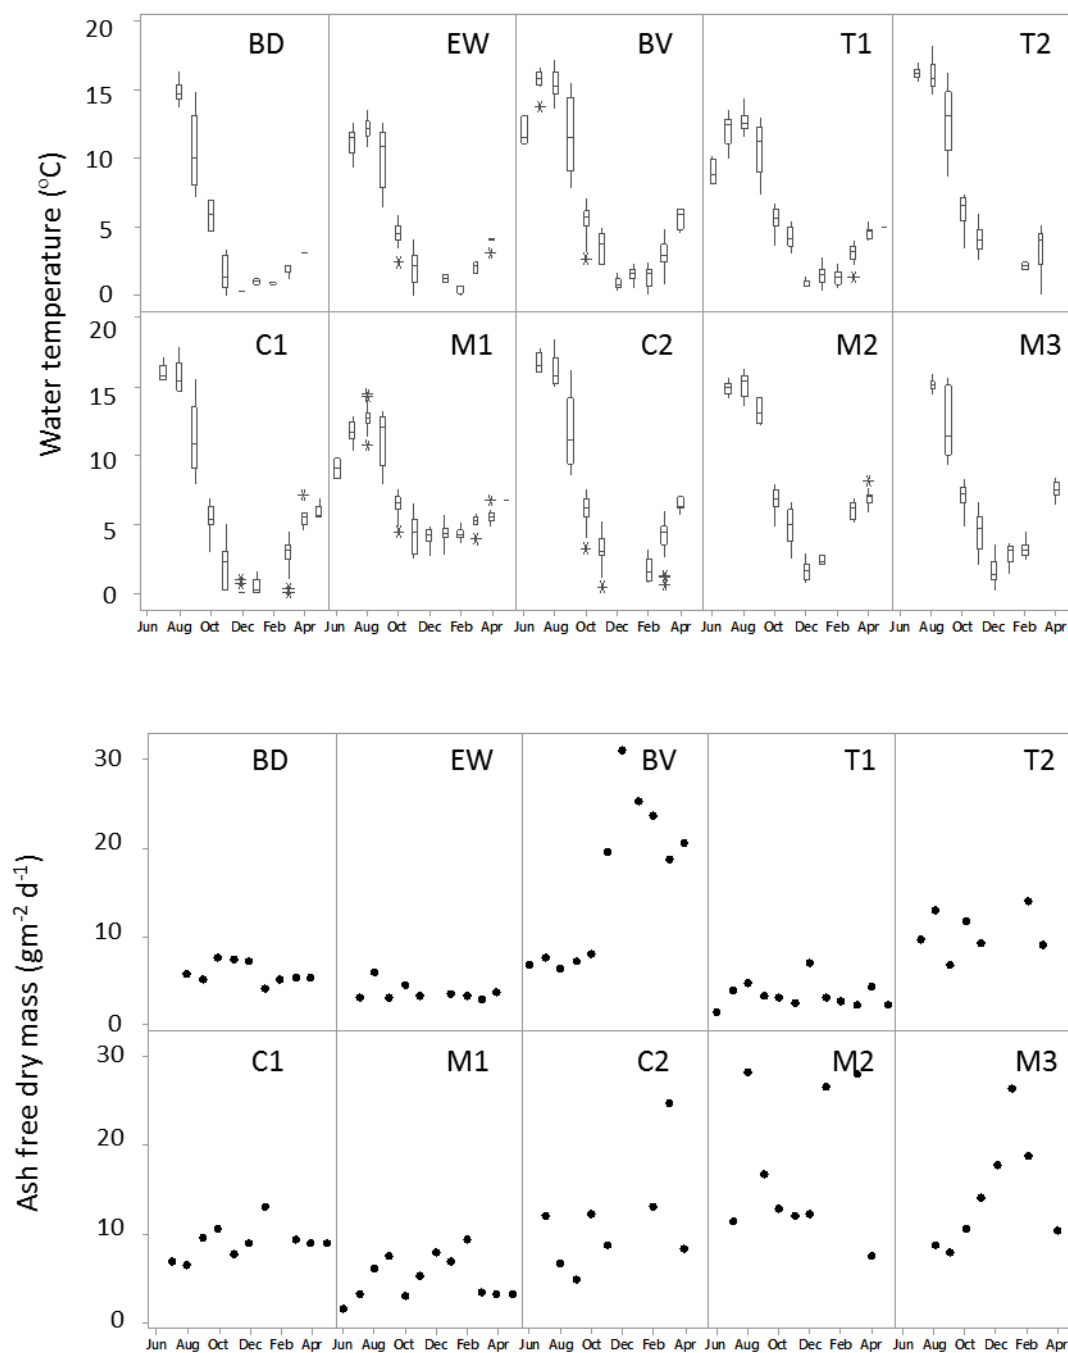 Water temperature (°C)
20
15
10
5
0
BD EW BV T1 T2
20
15
10
5
0
C1 M1 C2 M2 M3
Jun Aug Oct Dec Feb Apr Jun Aug Oct Dec Feb Apr Jun Aug Oct Dec Feb Apr Jun Aug Oct Dec Feb Apr Jun Aug Oct Dec Feb Apr
Ash free dry mass (gm-2 d-1)
30
20
10
0
BD EW BV T1 T2
30
20
10
0
C1 M1 C2 M2 M3
Jun Aug Oct Dec Feb Apr Jun Aug Oct Dec Feb Apr Jun Aug Oct Dec Feb Apr Jun Aug Oct Dec Feb Apr Jun Aug Oct Dec Feb Apr